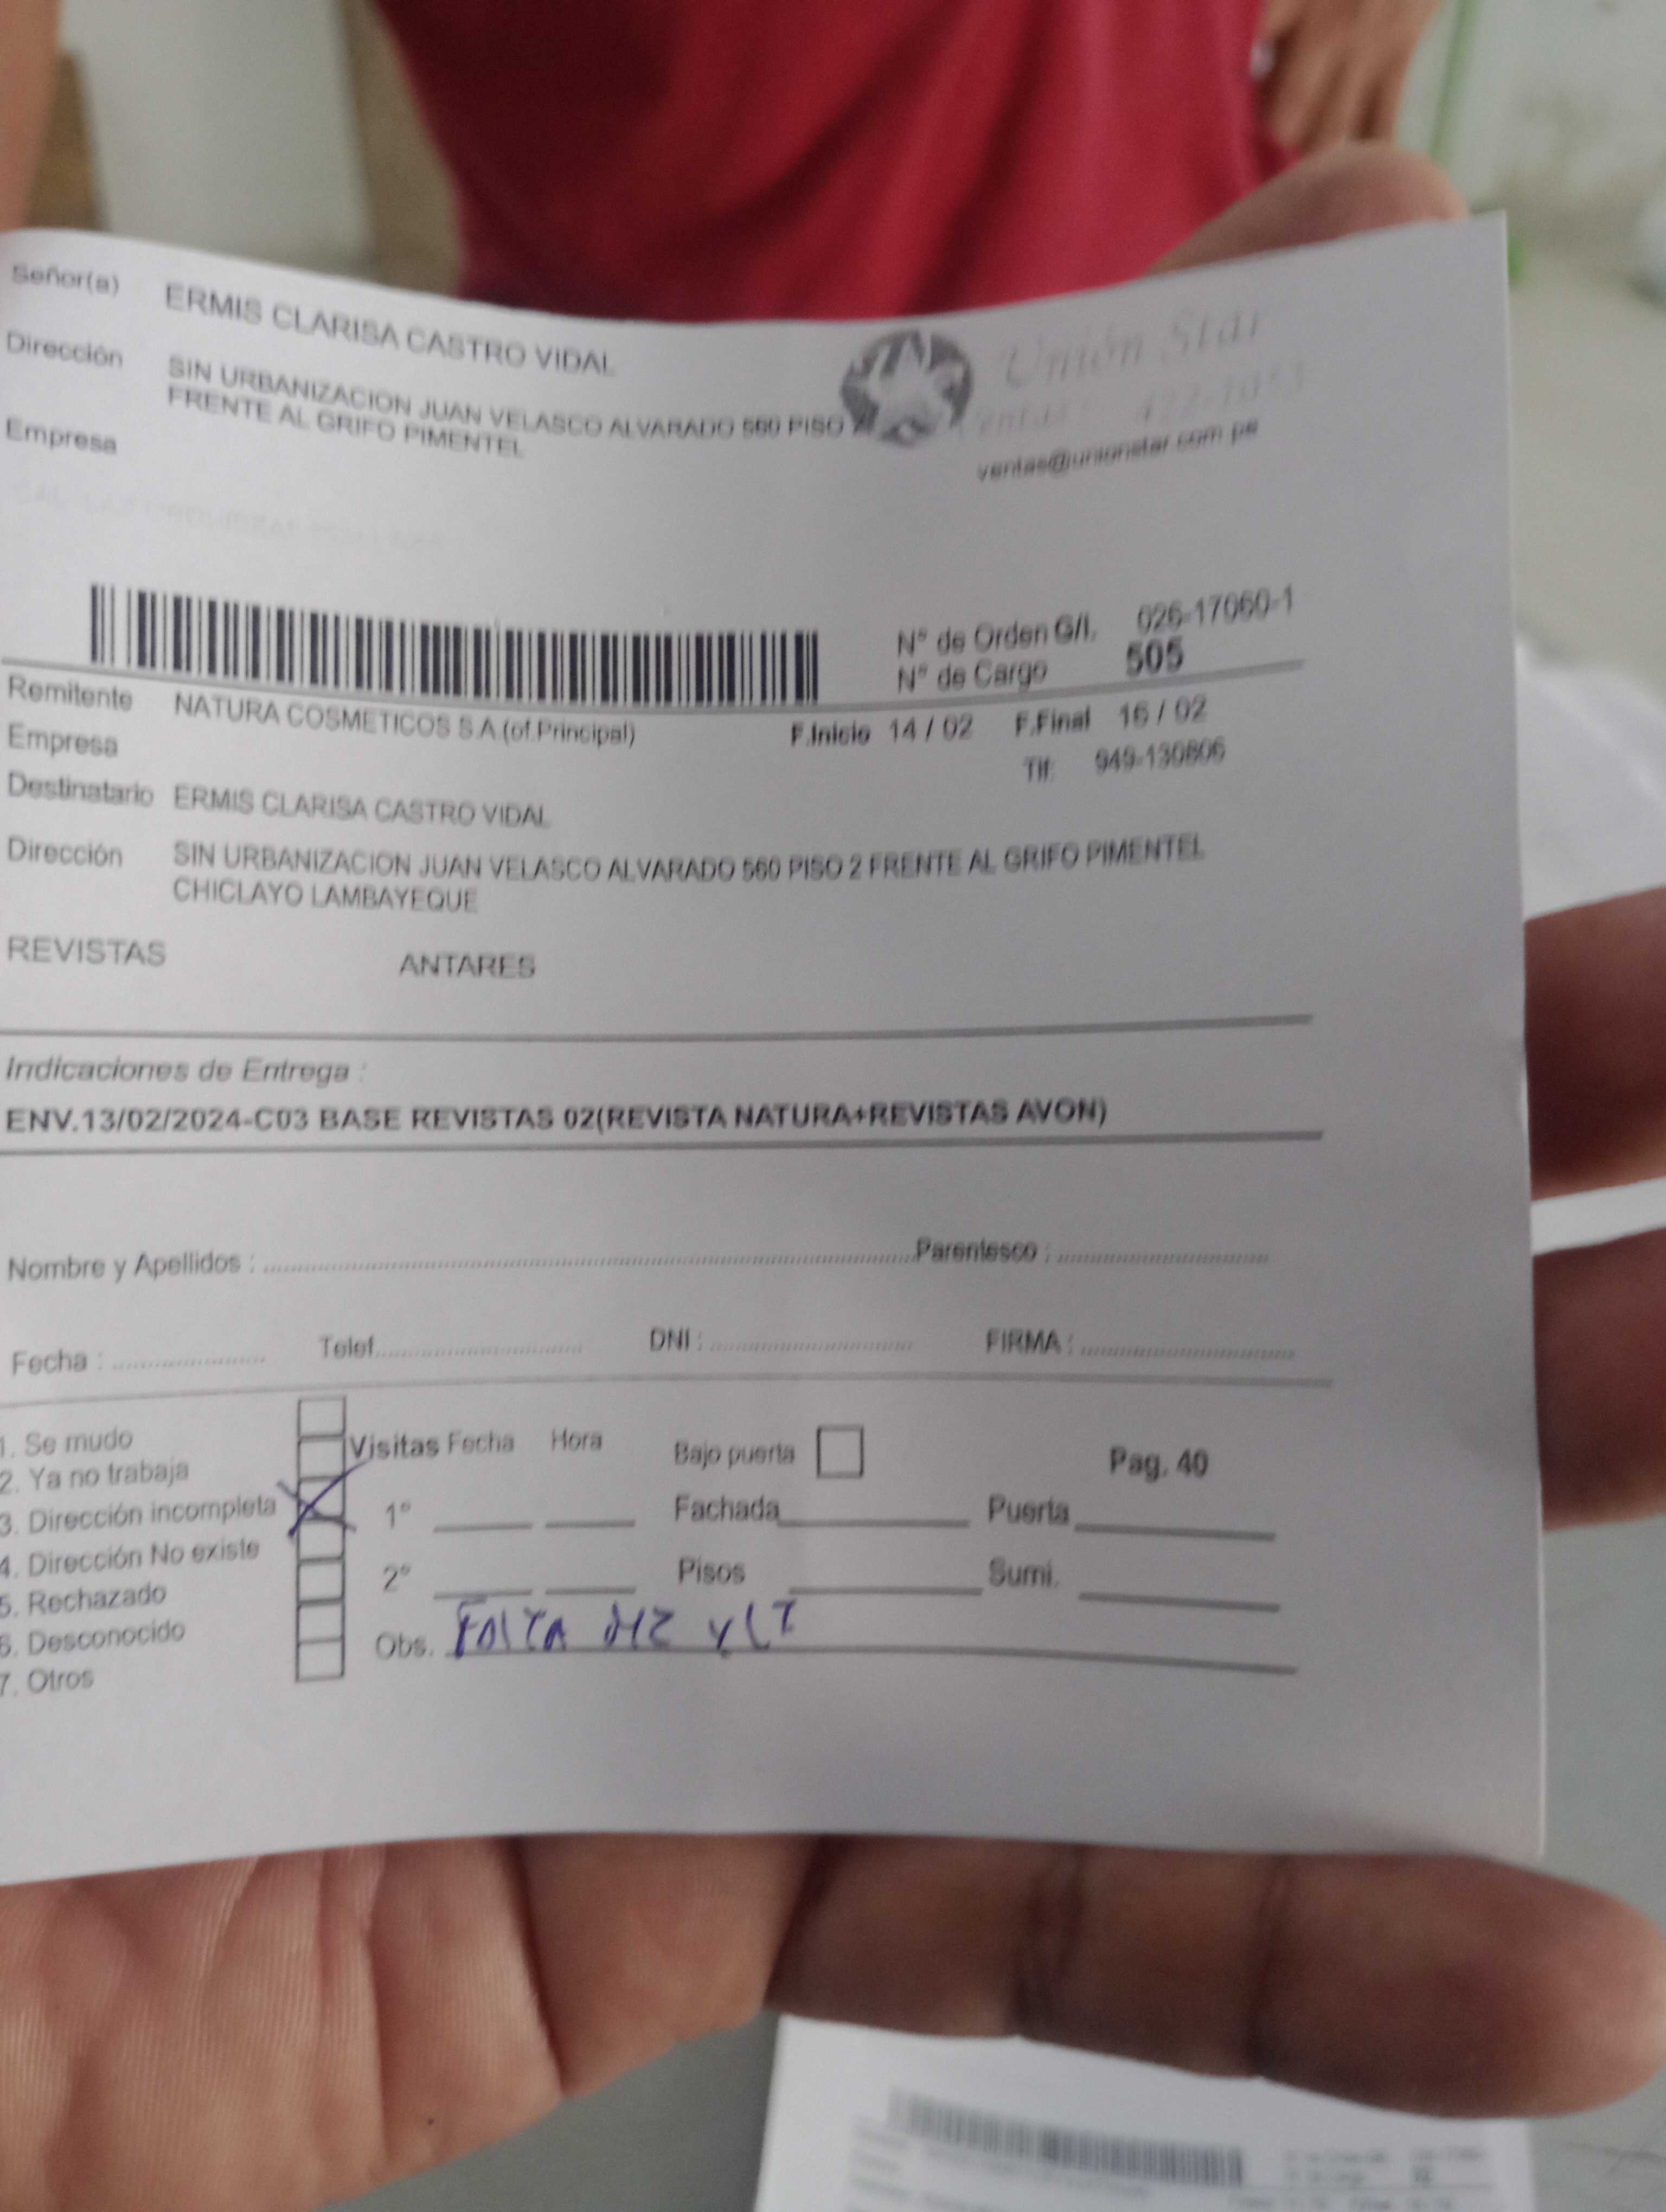 Señor(a) ERMIS CLARISA CASTRO VIDAL
Dirección SIN URBANIZACION JUAN VELASCO ALVARADO 560 PISO
FRENTE AL GRIFO PIMENTEL
Empresa
Unión Star
ventas@unionstar.com.pe
N° de Orden G/I. 026-17060-1
N° de Cargo 505
Remitente NATURA COSMETICOS S.A.(of.Principal) F.Inicio 14 / 02 F.Final 16 / 02
Empresa Tlf: 949-130806
Destinatario ERMIS CLARISA CASTRO VIDAL
Dirección SIN URBANIZACION JUAN VELASCO ALVARADO 560 PISO 2 FRENTE AL GRIFO PIMENTEL
CHICLAYO LAMBAYEQUE
REVISTAS ANTARES
Indicaciones de Entrega :
ENV.13/02/2024-C03 BASE REVISTAS 02(REVISTA NATURA+REVISTAS AVON)
Nombre y Apellidos : Parentesco :
Fecha : Telef. DNI : FIRMA :
1. Se mudo
2. Ya no trabaja
3. Dirección incompleta
4. Dirección No existe
5. Rechazado
6. Desconocido
7. Otros
Visitas Fecha Hora Bajo puerta Pag. 40
1° Fachada Puerta
2° Pisos Sumi.
Obs. FALTA MZ Y LT